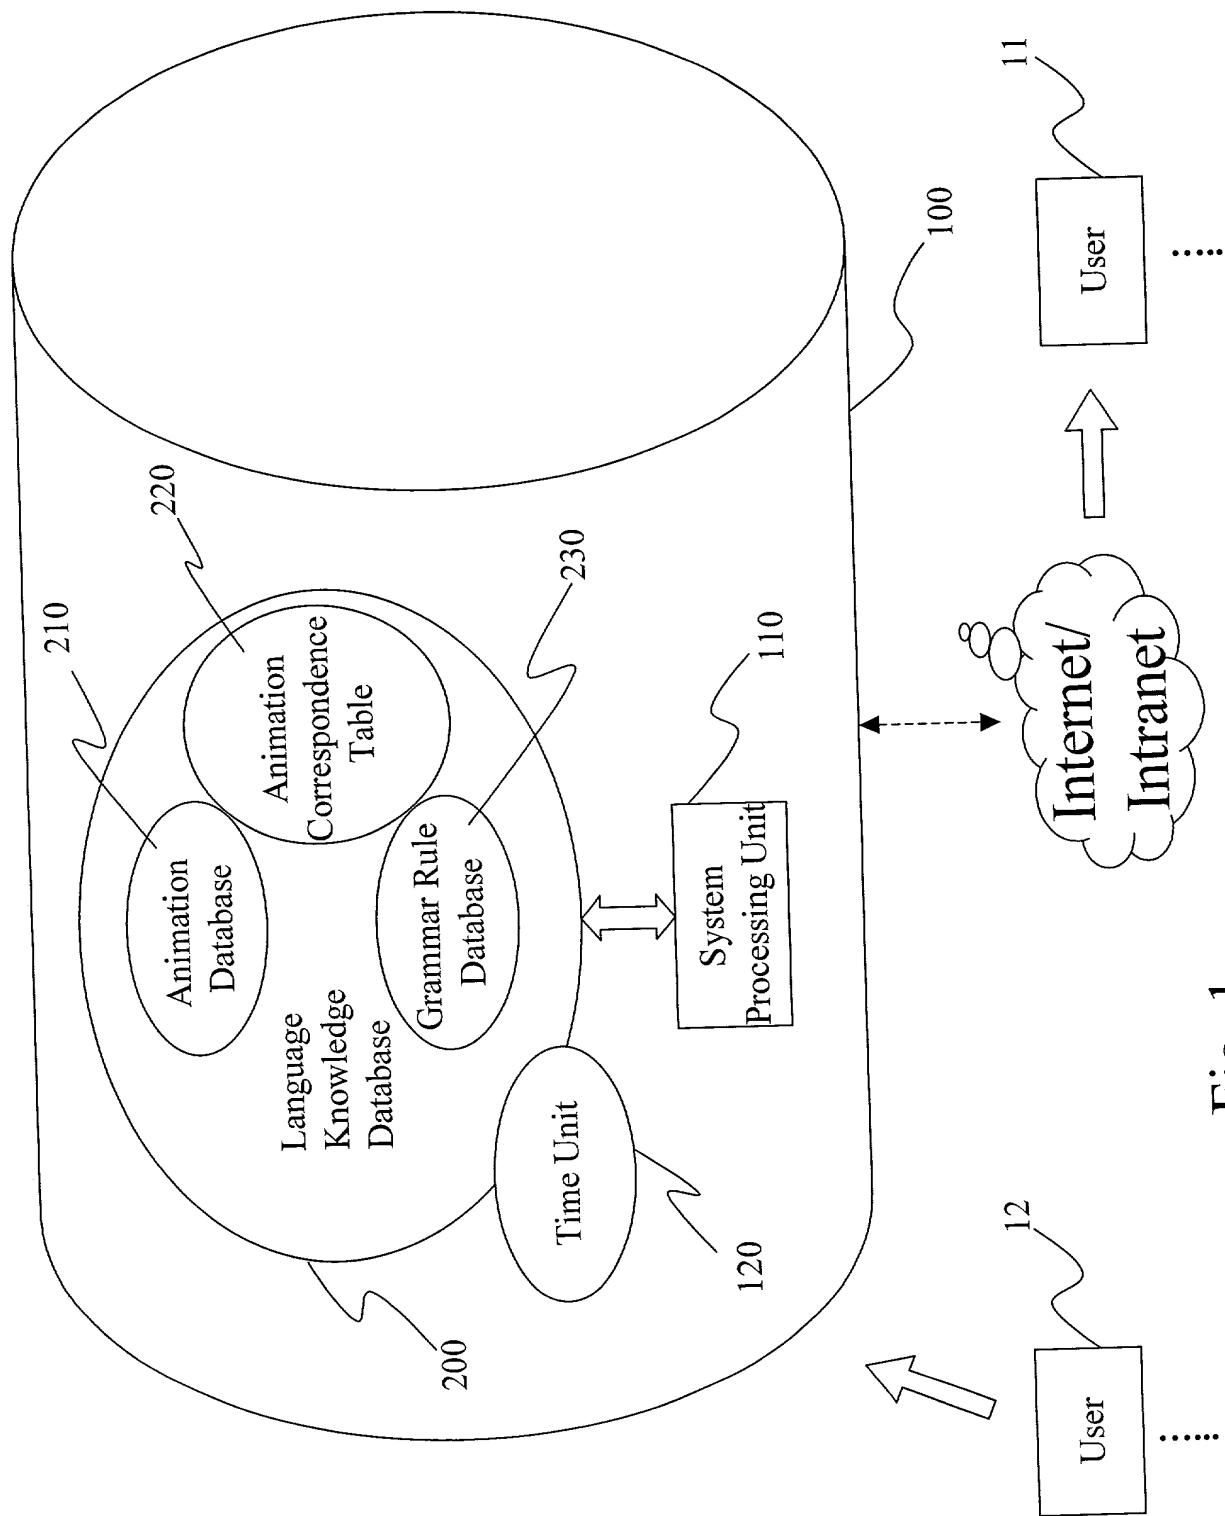 210
220
Animation
Database
Animation
Correspondence
Table
230
Language
Knowledge
Database
Grammar Rule
Database
200
Time Unit
120
System
Processing Unit
110
100
12
User
......
Internet/
Intranet
11
User
......
Fig. 1